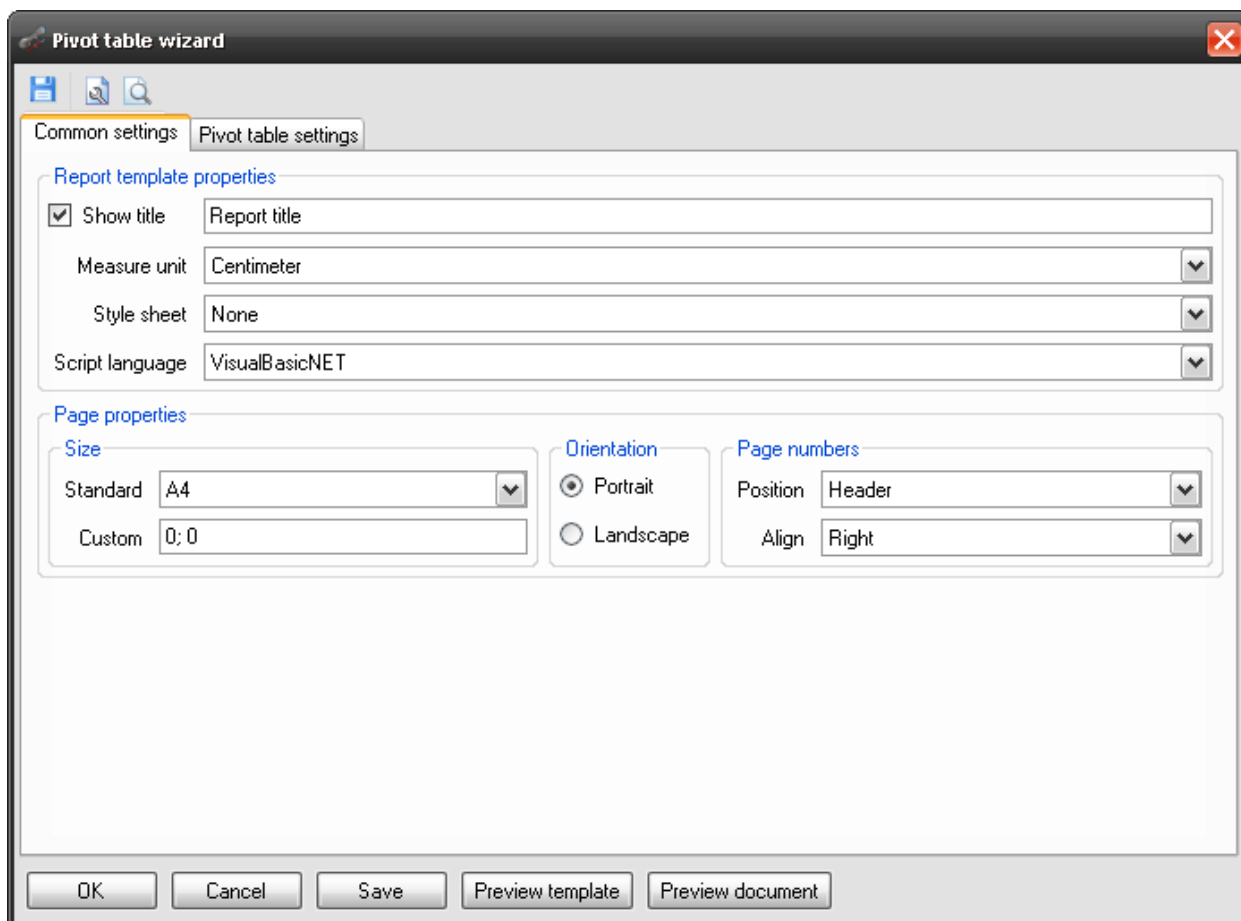 Pivot table wizard
Common settings Pivot table settings
Report template properties
Show title Report title
Measure unit Centimeter
Style sheet None
Script language VisualBasicNET
Page properties
Size Orientation Page numbers
Standard A4 Portrait Position Header
Custom 0; 0 Landscape Align Right
OK Cancel Save Preview template Preview document